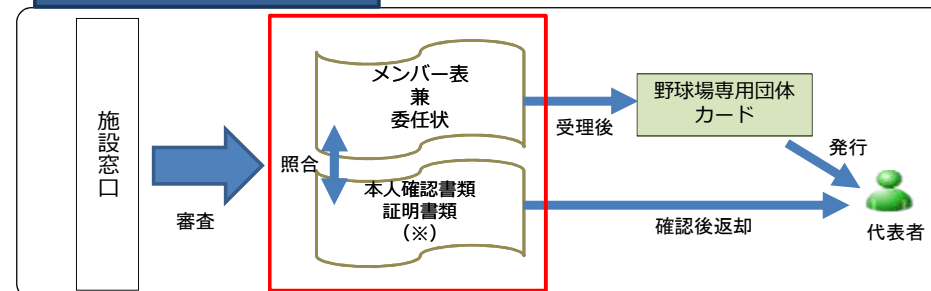 施設窓口
審査
メンバー表
兼
委任状
照合
本人確認書類
証明書類
（※）
受理後
野球場専用団体
カード
発行
確認後返却
代表者